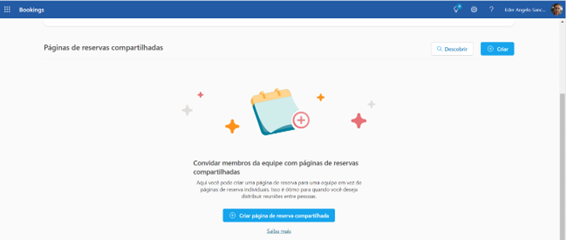 Bookings
Eder Angelo Sanc...
Páginas de reservas compartilhadas
Descobrir
Criar
Convidar membros da equipe com páginas de reservas
compartilhadas
Aqui você pode criar uma página de reserva para uma equipe em vez de
páginas de reserva individuais. Isso é ótimo para quando você deseja
distribuir reuniões entre pessoas.
Criar página de reserva compartilhada
Saiba mais